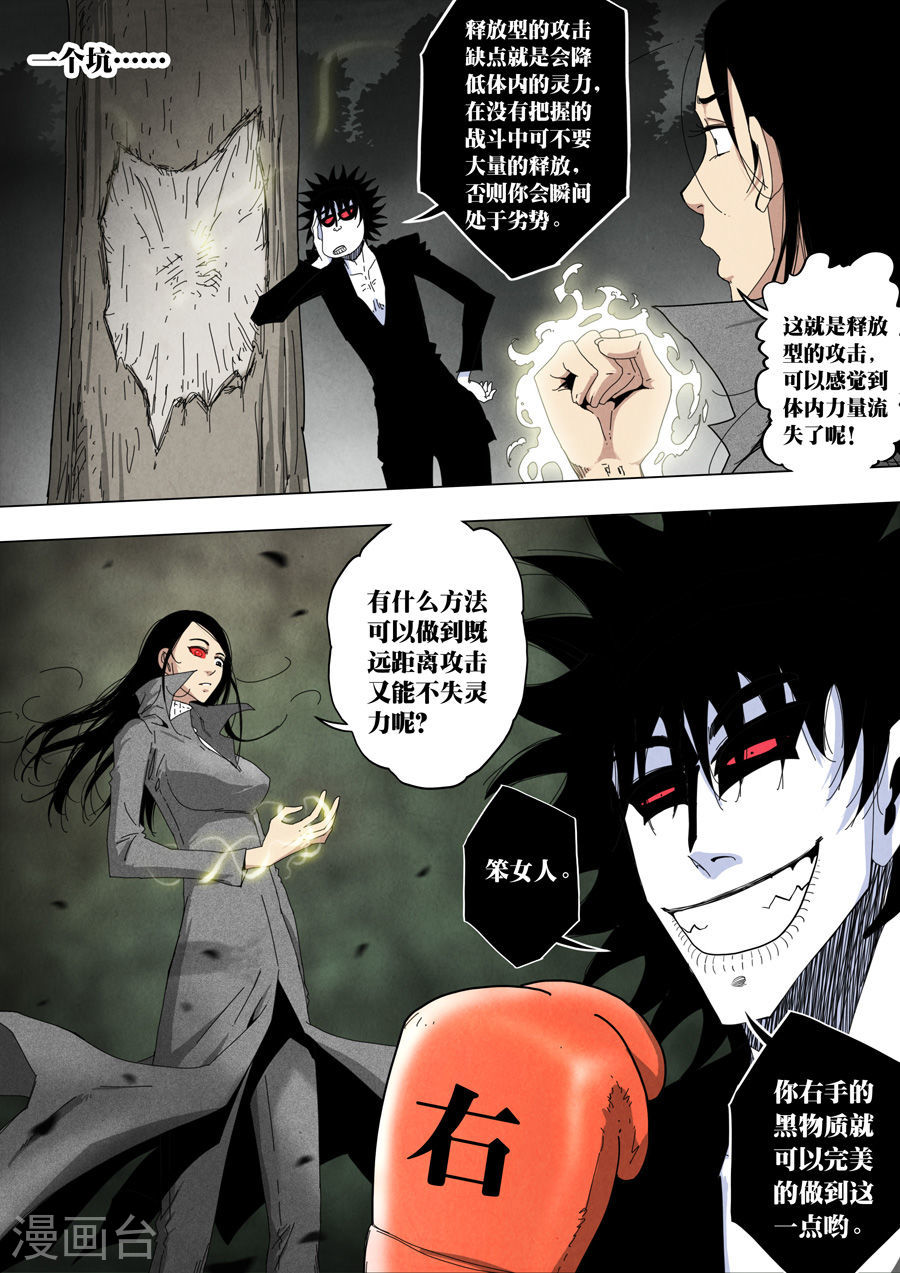 一个坑……
释放型的攻击
缺点就是会降
低体内的灵力，
在没有把握的
战斗中可不要
大量的释放，
否则你会瞬间
处于劣势。
这就是释放
型的攻击，
可以感觉到
体内力量流
失了呢！
有什么方法
可以做到既
远距离攻击
又能不失灵
力呢？
笨女人。
右
你右手的
黑物质就
可以完美
的做到这
一点哟。
漫画台